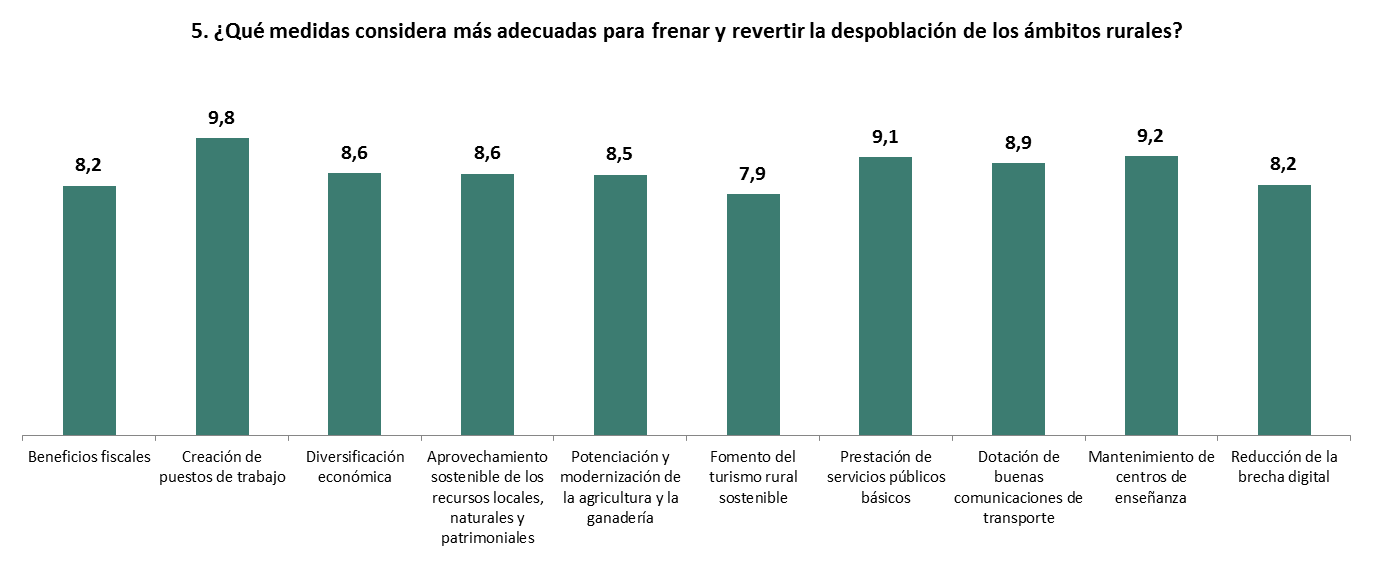 5. ¿Qué medidas considera más adecuadas para frenar y revertir la despoblación de los ámbitos rurales?
8,2
9,8
8,6
8,6
8,5
7,9
9,1
8,9
9,2
8,2
Beneficios fiscales
Creación de
puestos de trabajo
Diversificación
económica
Aprovechamiento
sostenible de los
recursos locales,
naturales y
patrimoniales
Potenciación y
modernización de
la agricultura y la
ganadería
Fomento del
turismo rural
sostenible
Prestación de
servicios públicos
básicos
Dotación de
buenas
comunicaciones de
transporte
Mantenimiento de
centros de
enseñanza
Reducción de la
brecha digital